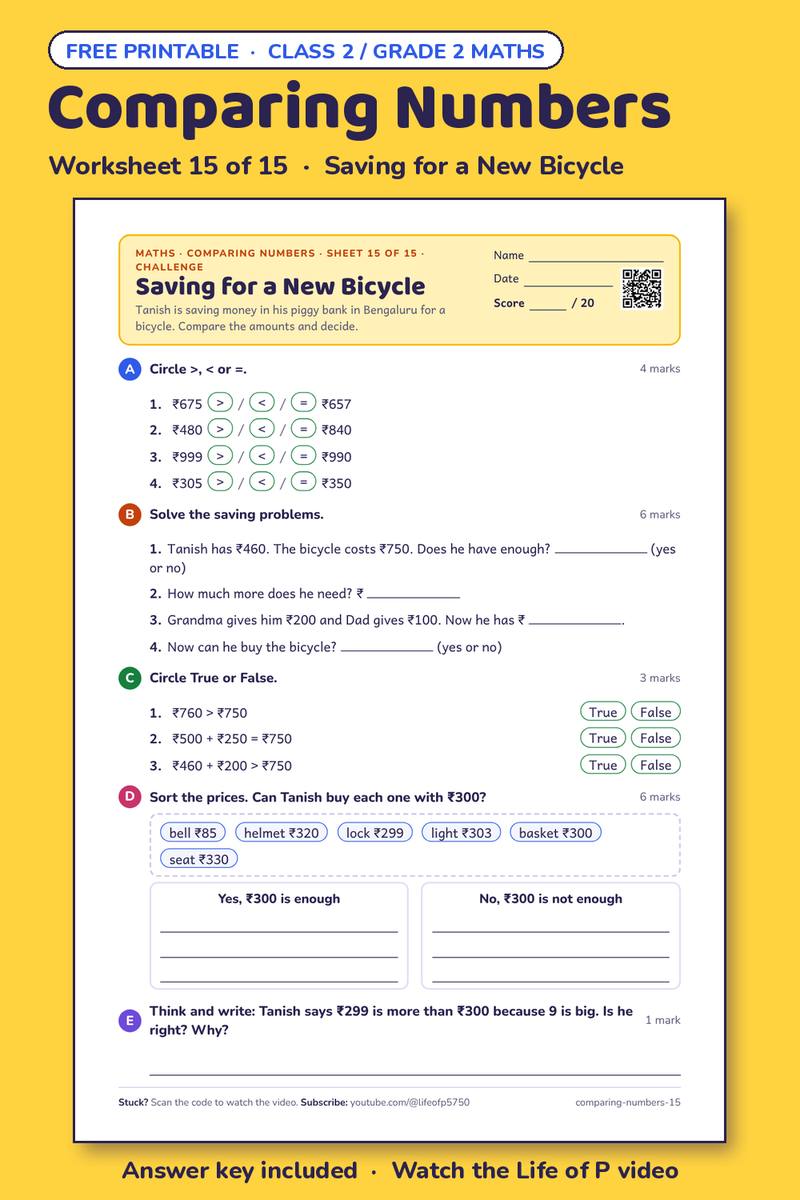 FREE PRINTABLE · CLASS 2 / GRADE 2 MATHS
Comparing Numbers
Worksheet 15 of 15 · Saving for a New Bicycle
MATHS · COMPARING NUMBERS · SHEET 15 OF 15 ·
CHALLENGE
Saving for a New Bicycle
Tanish is saving money in his piggy bank in Bengaluru for a
bicycle. Compare the amounts and decide.
Name ____________
Date ____________
Score ______ / 20
A Circle >, < or =. 4 marks
1. ₹675 > / < / = ₹657
2. ₹480 > / < / = ₹840
3. ₹999 > / < / = ₹990
4. ₹305 > / < / = ₹350
B Solve the saving problems. 6 marks
1. Tanish has ₹460. The bicycle costs ₹750. Does he have enough? ____________ (yes
or no)
2. How much more does he need? ₹ ____________
3. Grandma gives him ₹200 and Dad gives ₹100. Now he has ₹ ____________.
4. Now can he buy the bicycle? ____________ (yes or no)
C Circle True or False. 3 marks
1. ₹760 > ₹750 True False
2. ₹500 + ₹250 = ₹750 True False
3. ₹460 + ₹200 > ₹750 True False
D Sort the prices. Can Tanish buy each one with ₹300? 6 marks
bell ₹85 helmet ₹320 lock ₹299 light ₹303 basket ₹300
seat ₹330
Yes, ₹300 is enough
No, ₹300 is not enough
E Think and write: Tanish says ₹299 is more than ₹300 because 9 is big. Is he
right? Why? 1 mark
Stuck? Scan the code to watch the video. Subscribe: youtube.com/@lifeofp5750 comparing-numbers-15
Answer key included · Watch the Life of P video